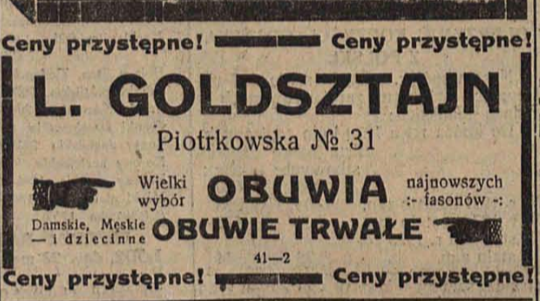 Ceny przystępne! Ceny przystępne!
L. GOLDSZTAJN
Piotrkowska № 31
Wielki wybór OBUWIA najnowszych :- fasonów -:
Damskie, Męskie — i dziecinne OBUWIE TRWAŁE
41—2
Ceny przystępne! Ceny przystępne!